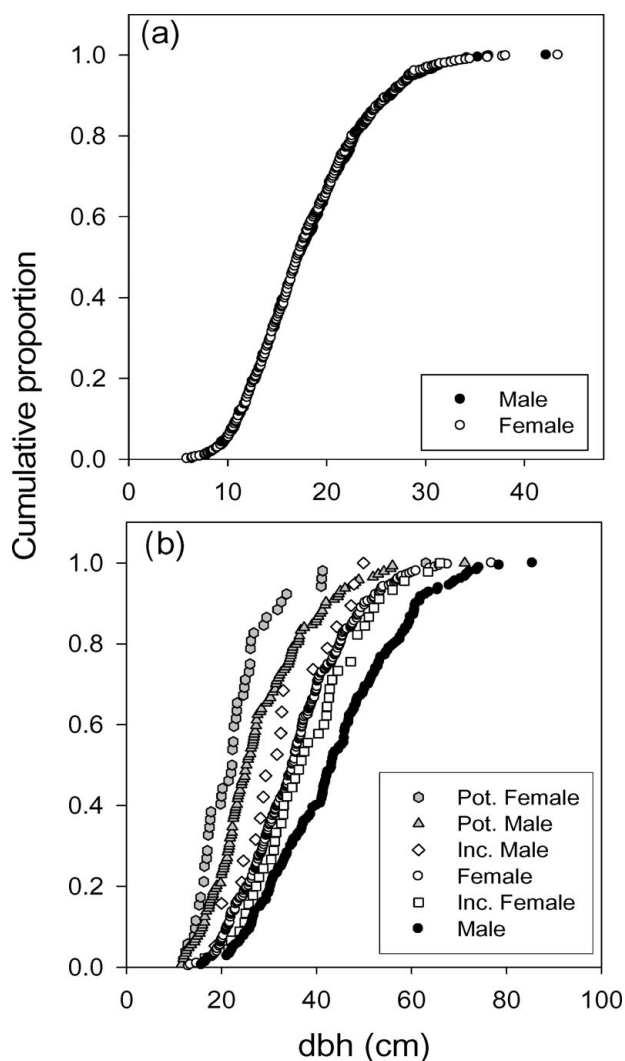 (a)
1.0
0.8
0.6
0.4
0.2
0.0
0
10
20
30
40
Male
Female
Cumulative proportion
(b)
1.0
0.8
0.6
0.4
0.2
0.0
0
20
40
60
80
100
Pot. Female
Pot. Male
Inc. Male
Female
Inc. Female
Male
dbh (cm)